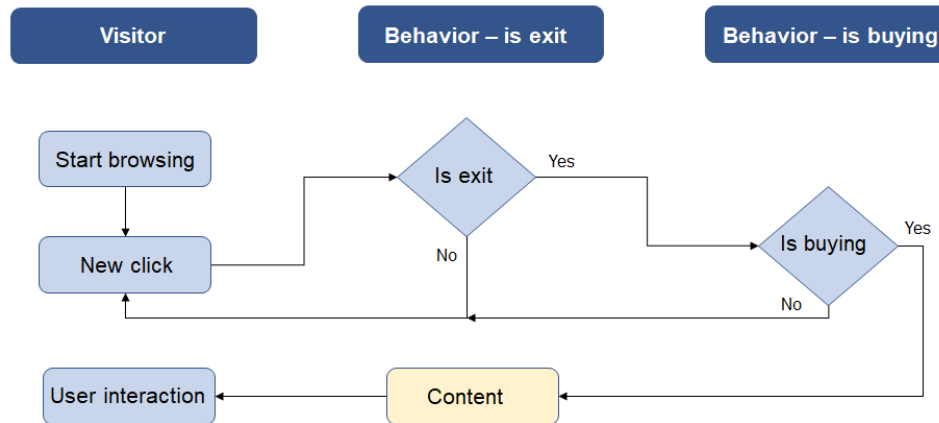 Visitor
Behavior – is exit
Behavior – is buying
Start browsing
Is exit
Yes
New click
No
Is buying
Yes
No
User interaction
Content